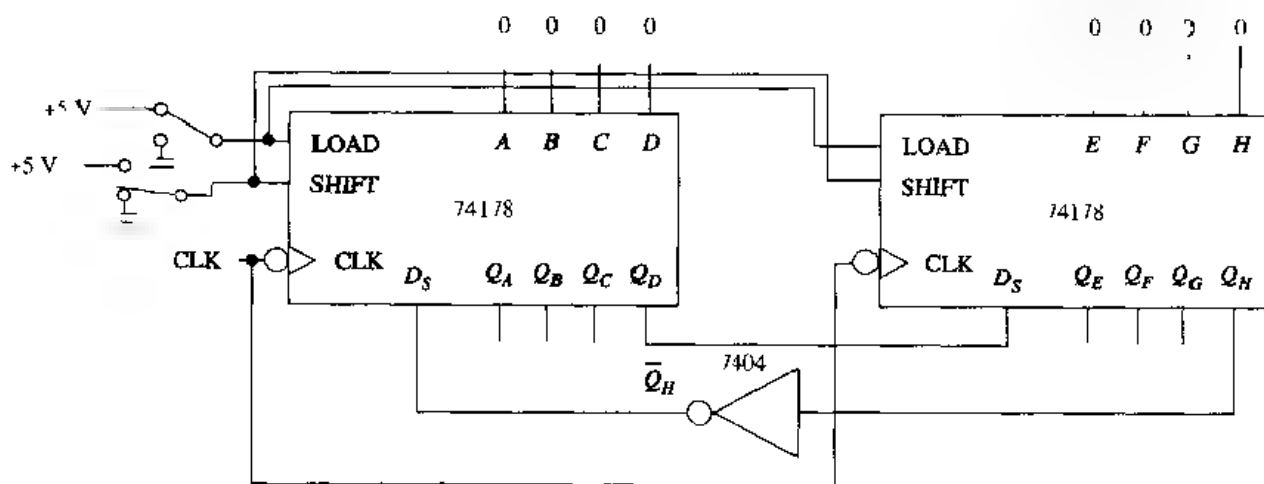 0 0 0 0 0 0 0
+5 V
+5 V
LOAD A B C D
SHIFT
74178
CLK CLK
D_S Q_A Q_B Q_C Q_D
LOAD E F G H
SHIFT
74178
CLK
D_S Q_E Q_F Q_G Q_H
7404
Q̅_H